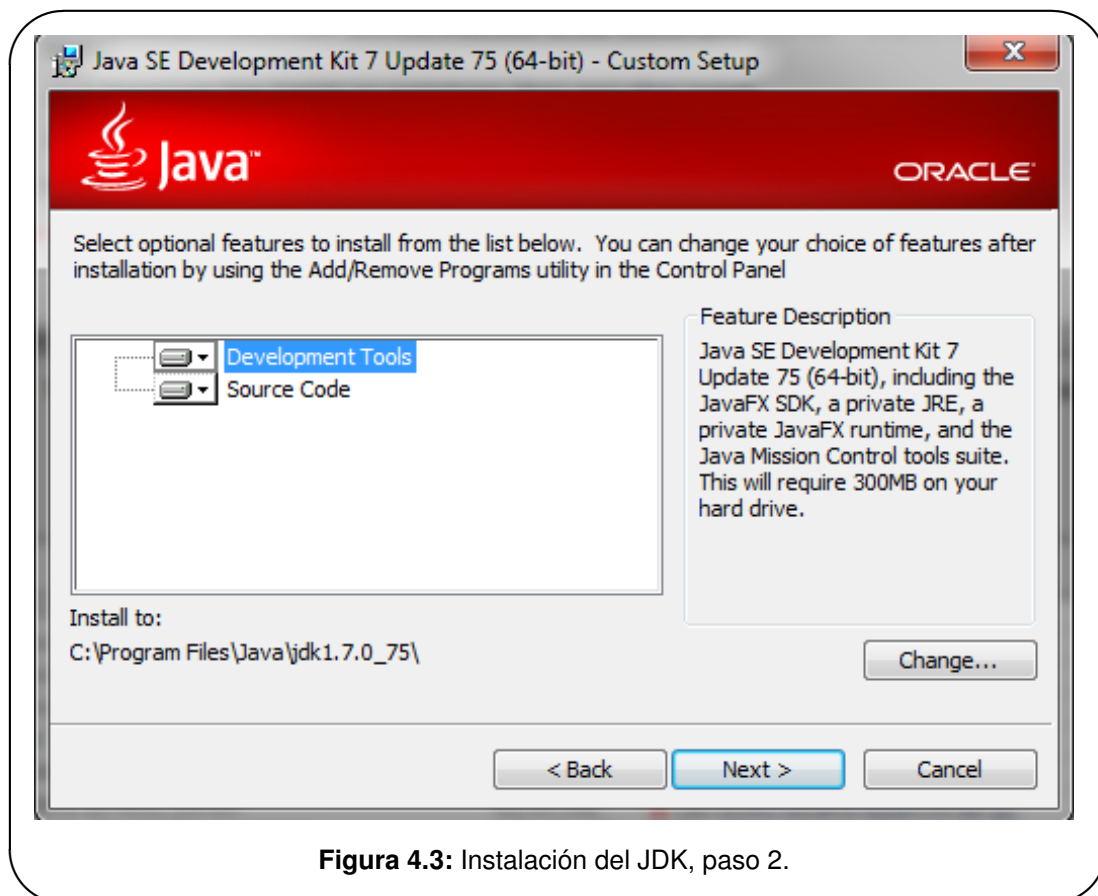 Java SE Development Kit 7 Update 75 (64-bit) - Custom Setup
Java™
ORACLE
Select optional features to install from the list below. You can change your choice of features after
installation by using the Add/Remove Programs utility in the Control Panel
Development Tools
Source Code
Feature Description
Java SE Development Kit 7
Update 75 (64-bit), including the
JavaFX SDK, a private JRE, a
private JavaFX runtime, and the
Java Mission Control tools suite.
This will require 300MB on your
hard drive.
Install to:
C:\Program Files\Java\jdk1.7.0_75\
Change...
< Back
Next >
Cancel
Figura 4.3: Instalación del JDK, paso 2.